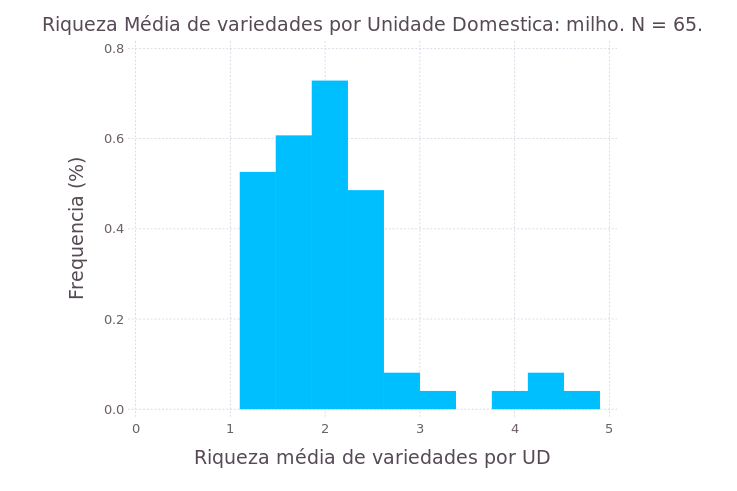 Riqueza Média de variedades por Unidade Domestica: milho. N = 65.
0.8
0.6
0.4
0.2
0.0
Frequencia (%)
0 1 2 3 4 5
Riqueza média de variedades por UD